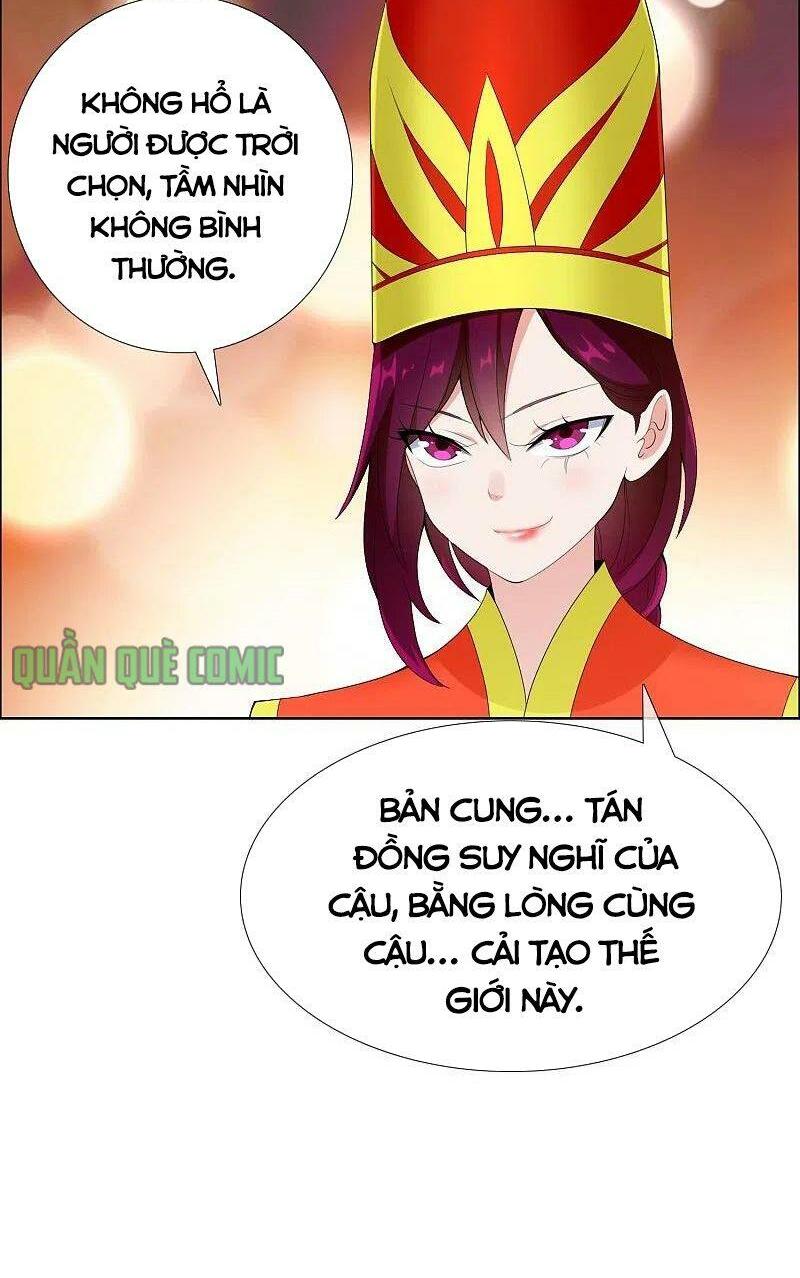 KHÔNG HỔ LÀ
NGƯỜI ĐƯỢC TRỜI
CHỌN, TẦM NHÌN
KHÔNG BÌNH
THƯỜNG.
QUẦN QUÈ COMIC
BẢN CUNG... TÁN
ĐỒNG SUY NGHĨ CỦA
CẬU, BẰNG LÒNG CÙNG
CẬU... CẢI TẠO THẾ
GIỚI NÀY.